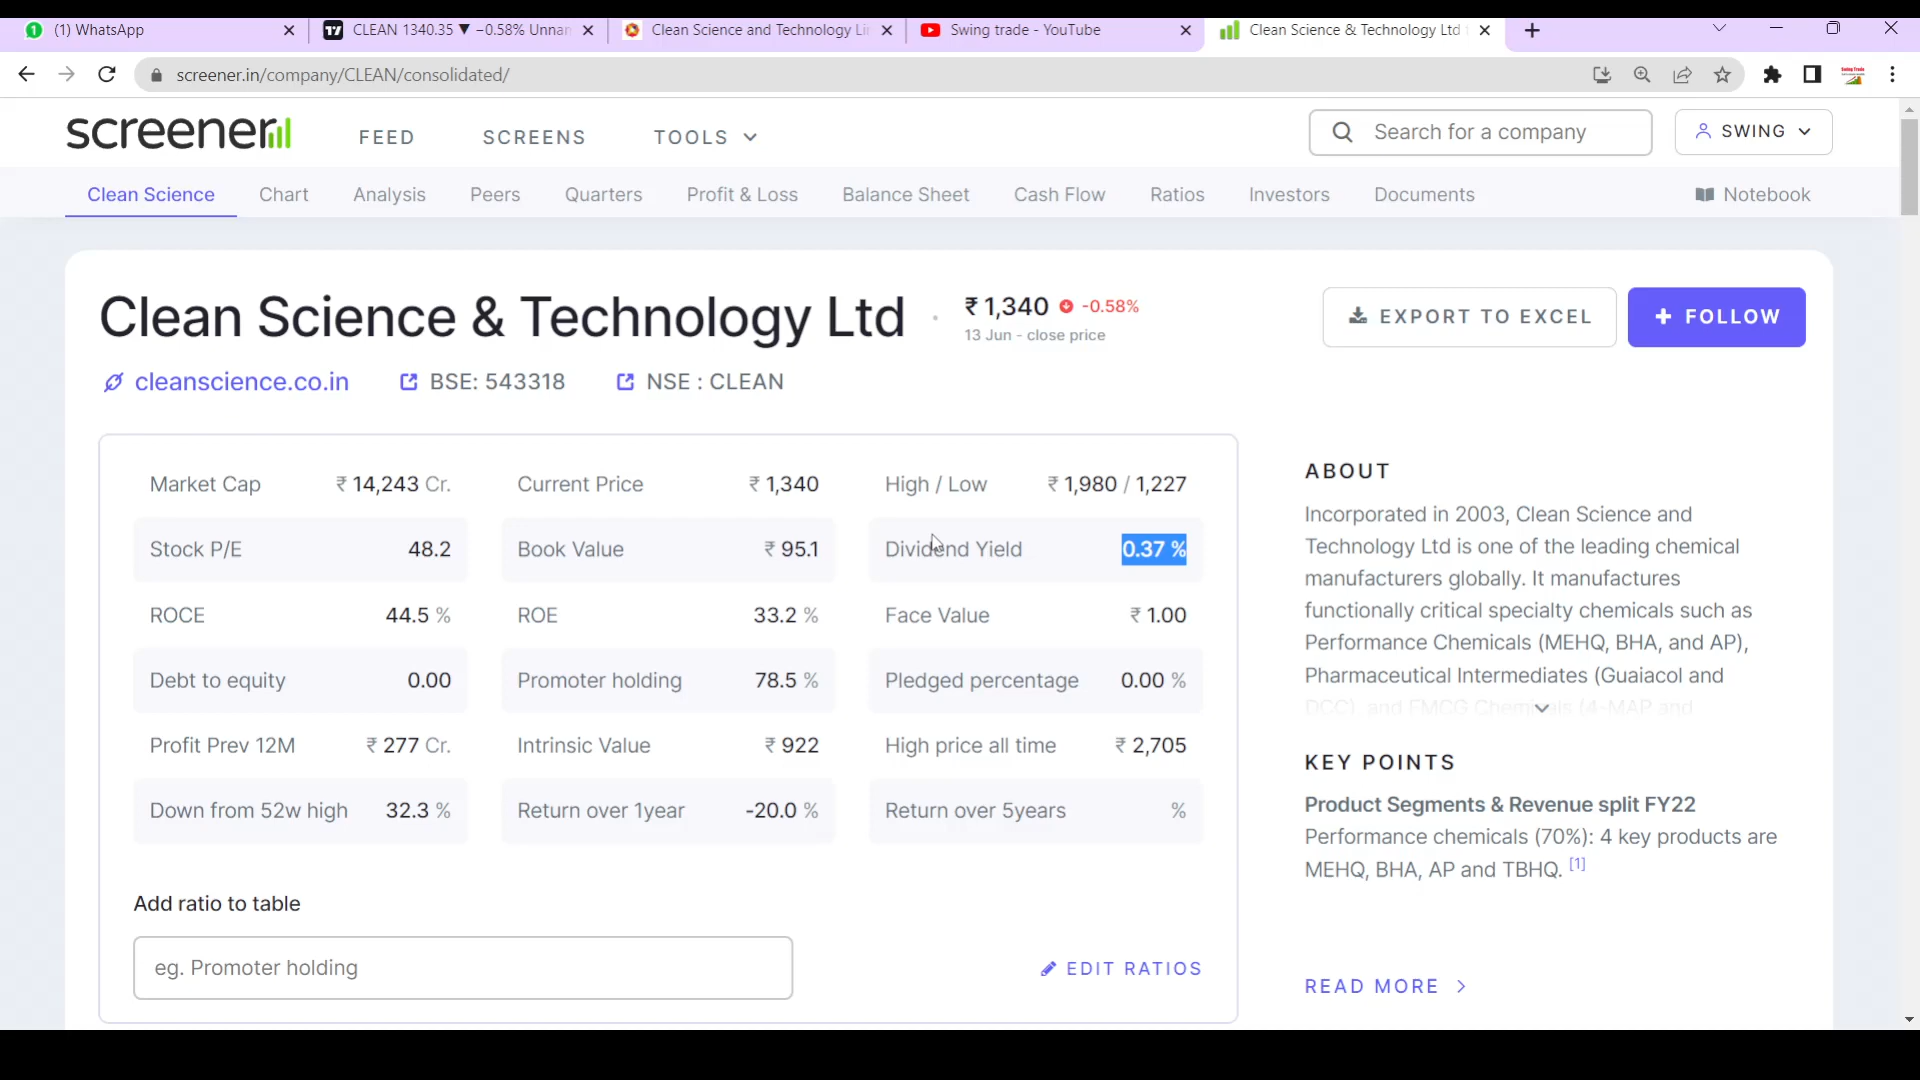 (1) WhatsApp
CLEAN 1340.35 ▼ −0.58% Unnan
Clean Science and Technology Li
Swing trade - YouTube
Clean Science & Technology Ltd
screener.in/company/CLEAN/consolidated/
screener
FEED
SCREENS
TOOLS
Search for a company
SWING
Clean Science
Chart
Analysis
Peers
Quarters
Profit & Loss
Balance Sheet
Cash Flow
Ratios
Investors
Documents
Notebook
Clean Science & Technology Ltd
₹ 1,340 -0.58%
13 Jun - close price
EXPORT TO EXCEL
+ FOLLOW
cleanscience.co.in
BSE: 543318
NSE : CLEAN
Market Cap ₹ 14,243 Cr.
Current Price ₹ 1,340
High / Low ₹ 1,980 / 1,227
Stock P/E 48.2
Book Value ₹ 95.1
Dividend Yield 0.37 %
ROCE 44.5 %
ROE 33.2 %
Face Value ₹ 1.00
Debt to equity 0.00
Promoter holding 78.5 %
Pledged percentage 0.00 %
Profit Prev 12M ₹ 277 Cr.
Intrinsic Value ₹ 922
High price all time ₹ 2,705
Down from 52w high 32.3 %
Return over 1year -20.0 %
Return over 5years %
Add ratio to table
eg. Promoter holding
EDIT RATIOS
ABOUT
Incorporated in 2003, Clean Science and
Technology Ltd is one of the leading chemical
manufacturers globally. It manufactures
functionally critical specialty chemicals such as
Performance Chemicals (MEHQ, BHA, and AP),
Pharmaceutical Intermediates (Guaiacol and
DCC), and FMCG Chemicals (4-MAP and
KEY POINTS
Product Segments & Revenue split FY22
Performance chemicals (70%): 4 key products are
MEHQ, BHA, AP and TBHQ. [1]
READ MORE